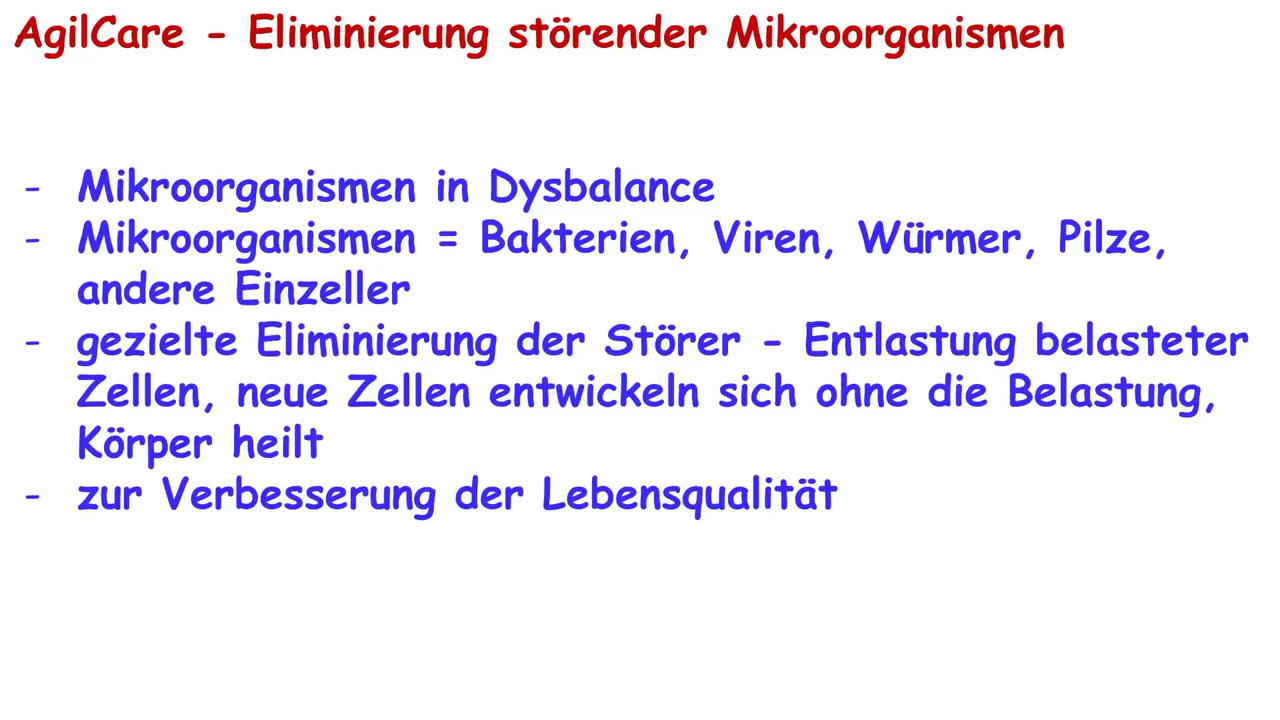 AgilCare - Eliminierung störender Mikroorganismen
- Mikroorganismen in Dysbalance
- Mikroorganismen = Bakterien, Viren, Würmer, Pilze,
andere Einzeller
- gezielte Eliminierung der Störer - Entlastung belasteter
Zellen, neue Zellen entwickeln sich ohne die Belastung,
Körper heilt
- zur Verbesserung der Lebensqualität